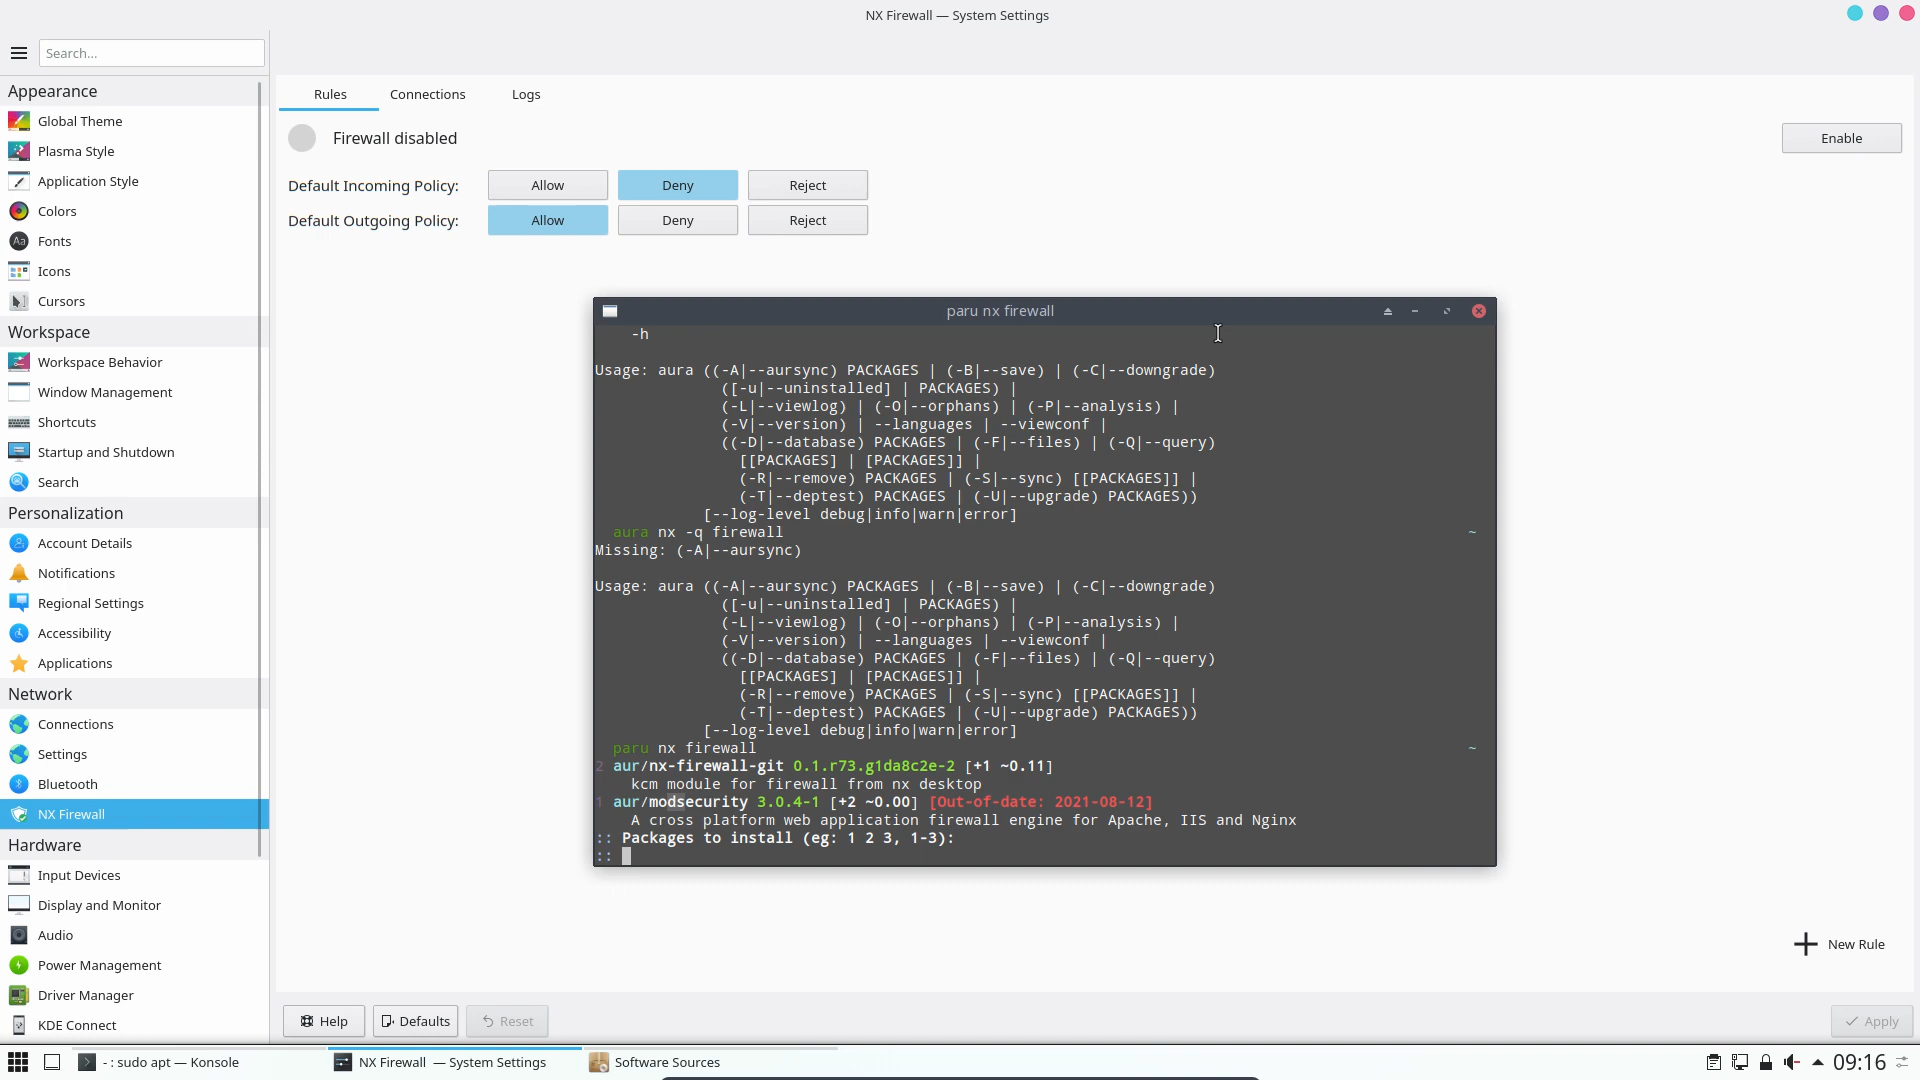 NX Firewall — System Settings
Search...
Appearance
Global Theme
Plasma Style
Application Style
Colors
Aa Fonts
Icons
Cursors
Workspace
Workspace Behavior
Window Management
Shortcuts
Startup and Shutdown
Search
Personalization
Account Details
Notifications
Regional Settings
Accessibility
Applications
Network
Connections
Settings
Bluetooth
NX Firewall
Hardware
Input Devices
Display and Monitor
Audio
Power Management
Driver Manager
KDE Connect
Rules Connections Logs
Firewall disabled Enable
Default Incoming Policy: Allow Deny Reject
Default Outgoing Policy: Allow Deny Reject
paru nx firewall
-h
Usage: aura ((-A|--aursync) PACKAGES | (-B|--save) | (-C|--downgrade)
([-u|--uninstalled] | PACKAGES) |
(-L|--viewlog) | (-O|--orphans) | (-P|--analysis) |
(-V|--version) | --languages | --viewconf |
((-D|--database) PACKAGES | (-F|--files) | (-Q|--query)
[[PACKAGES] | [PACKAGES]] |
(-R|--remove) PACKAGES | (-S|--sync) [[PACKAGES]] |
(-T|--deptest) PACKAGES | (-U|--upgrade) PACKAGES))
[--log-level debug|info|warn|error]
aura nx -q firewall ~
Missing: (-A|--aursync)
Usage: aura ((-A|--aursync) PACKAGES | (-B|--save) | (-C|--downgrade)
([-u|--uninstalled] | PACKAGES) |
(-L|--viewlog) | (-O|--orphans) | (-P|--analysis) |
(-V|--version) | --languages | --viewconf |
((-D|--database) PACKAGES | (-F|--files) | (-Q|--query)
[[PACKAGES] | [PACKAGES]] |
(-R|--remove) PACKAGES | (-S|--sync) [[PACKAGES]] |
(-T|--deptest) PACKAGES | (-U|--upgrade) PACKAGES))
[--log-level debug|info|warn|error]
paru nx firewall ~
2 aur/nx-firewall-git 0.1.r73.g1da8c2e-2 [+1 ~0.11]
kcm module for firewall from nx desktop
1 aur/modsecurity 3.0.4-1 [+2 ~0.00] [Out-of-date: 2021-08-12]
A cross platform web application firewall engine for Apache, IIS and Nginx
:: Packages to install (eg: 1 2 3, 1-3):
::
New Rule
Help Defaults Reset Apply
- : sudo apt — Konsole NX Firewall — System Settings Software Sources 09:16